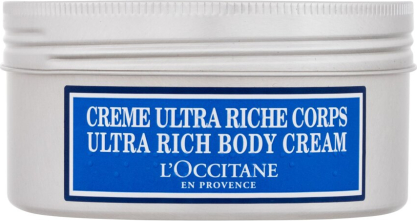 CREME ULTRA RICHE CORPS
ULTRA RICH BODY CREAM
L'OCCITANE
EN PROVENCE